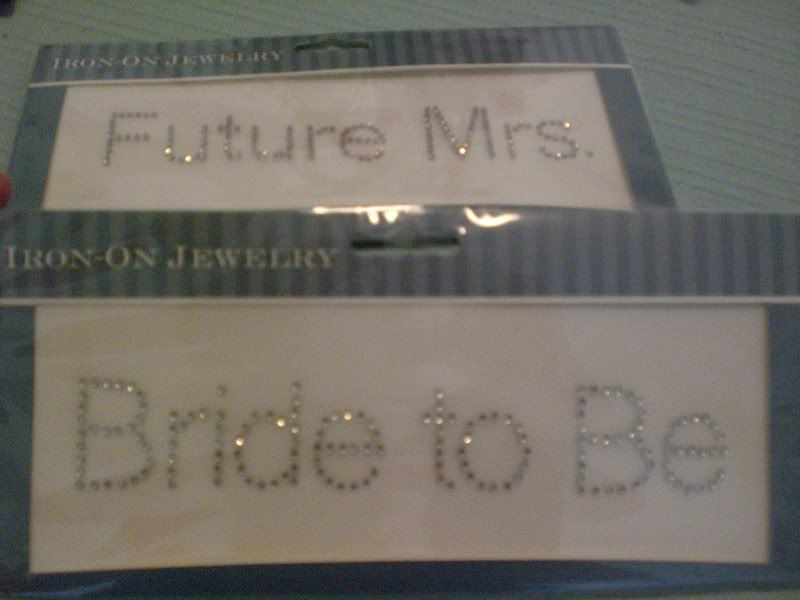 IRON-ON JEWELRY
Future Mrs.
IRON-ON JEWELRY
Bride to Be